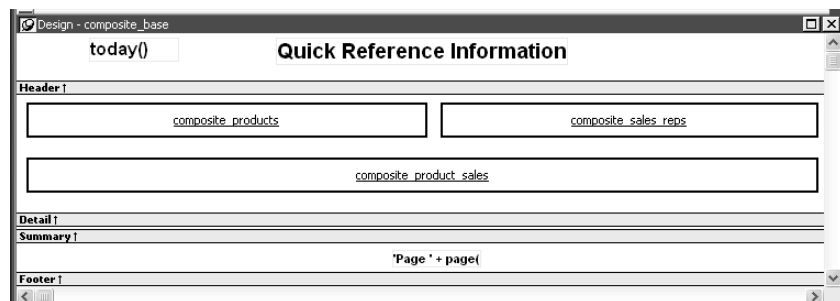 Design - composite_base
today() Quick Reference Information
Header ↑
composite_products composite_sales_reps
composite_product_sales
Detail ↑
Summary ↑
'Page ' + page(
Footer ↑